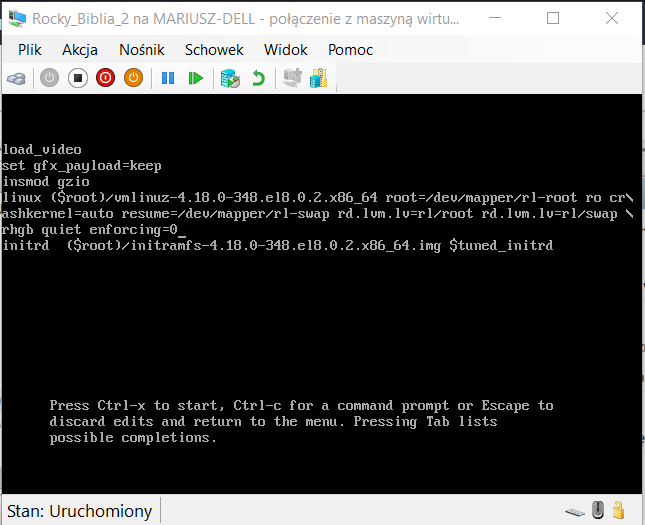 Rocky_Biblia_2 na MARIUSZ-DELL - połączenie z maszyną wirtu...
Plik Akcja Nośnik Schowek Widok Pomoc
load_video
set gfx_payload=keep
insmod gzio
linux ($root)/vmlinuz-4.18.0-348.el8.0.2.x86_64 root=/dev/mapper/rl-root ro cr\
ashkernel=auto resume=/dev/mapper/rl-swap rd.lvm.lv=rl/root rd.lvm.lv=rl/swap \
rhgb quiet enforcing=0_
initrd  ($root)/initramfs-4.18.0-348.el8.0.2.x86_64.img $tuned_initrd
Press Ctrl-x to start, Ctrl-c for a command prompt or Escape to
discard edits and return to the menu. Pressing Tab lists
possible completions.
Stan: Uruchomiony